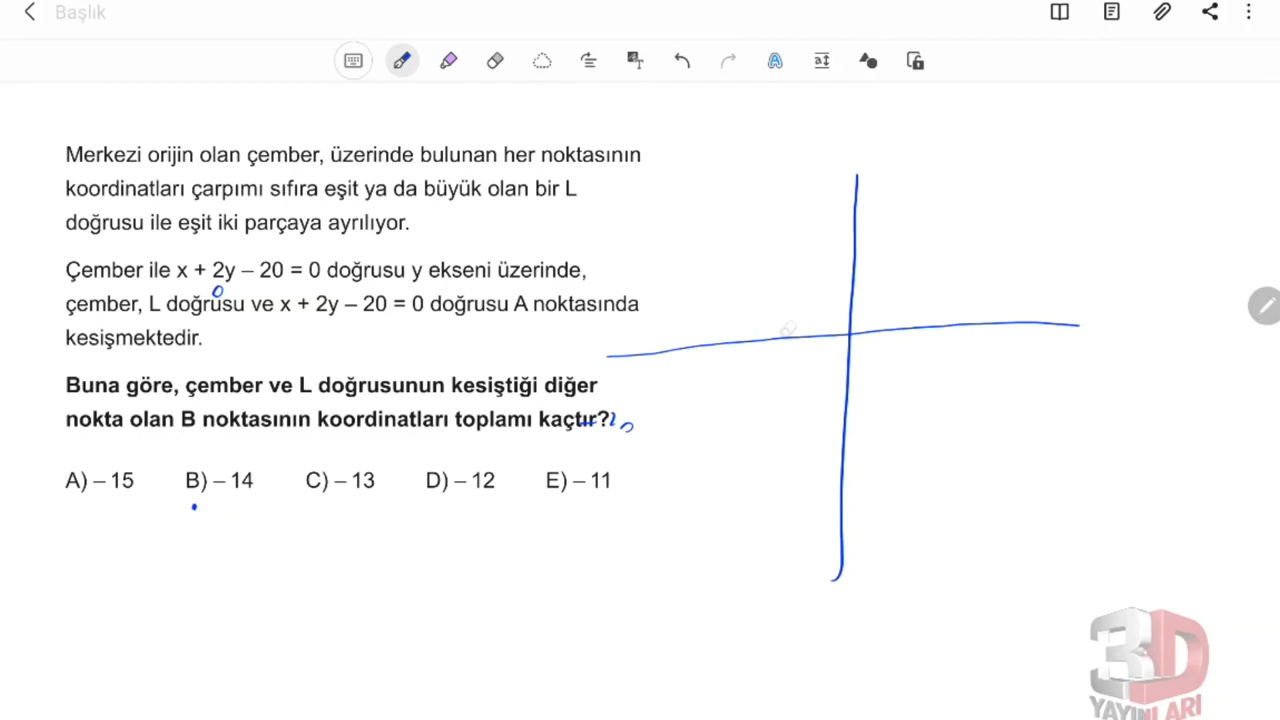 Başlık
Merkezi orijin olan çember, üzerinde bulunan her noktasının
koordinatları çarpımı sıfıra eşit ya da büyük olan bir L
doğrusu ile eşit iki parçaya ayrılıyor.
Çember ile x + 2y – 20 = 0 doğrusu y ekseni üzerinde,
0
çember, L doğrusu ve x + 2y – 20 = 0 doğrusu A noktasında
kesişmektedir.
Buna göre, çember ve L doğrusunun kesiştiği diğer
nokta olan B noktasının koordinatları toplamı kaçtır?
A) – 15 B) – 14 C) – 13 D) – 12 E) – 11
3D
YAYINLARI